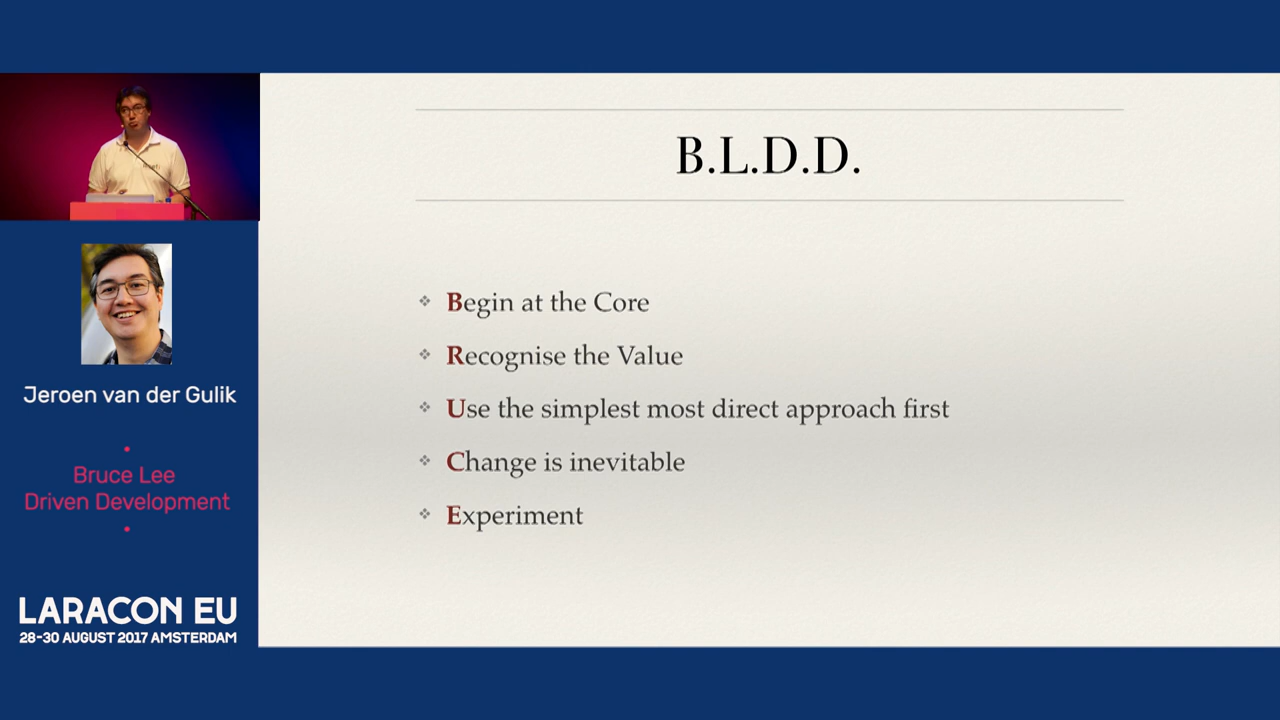 B.L.D.D.
Begin at the Core
Recognise the Value
Use the simplest most direct approach first
Change is inevitable
Experiment
Jeroen van der Gulik
Bruce Lee
Driven Development
LARACON EU
28-30 AUGUST 2017 AMSTERDAM